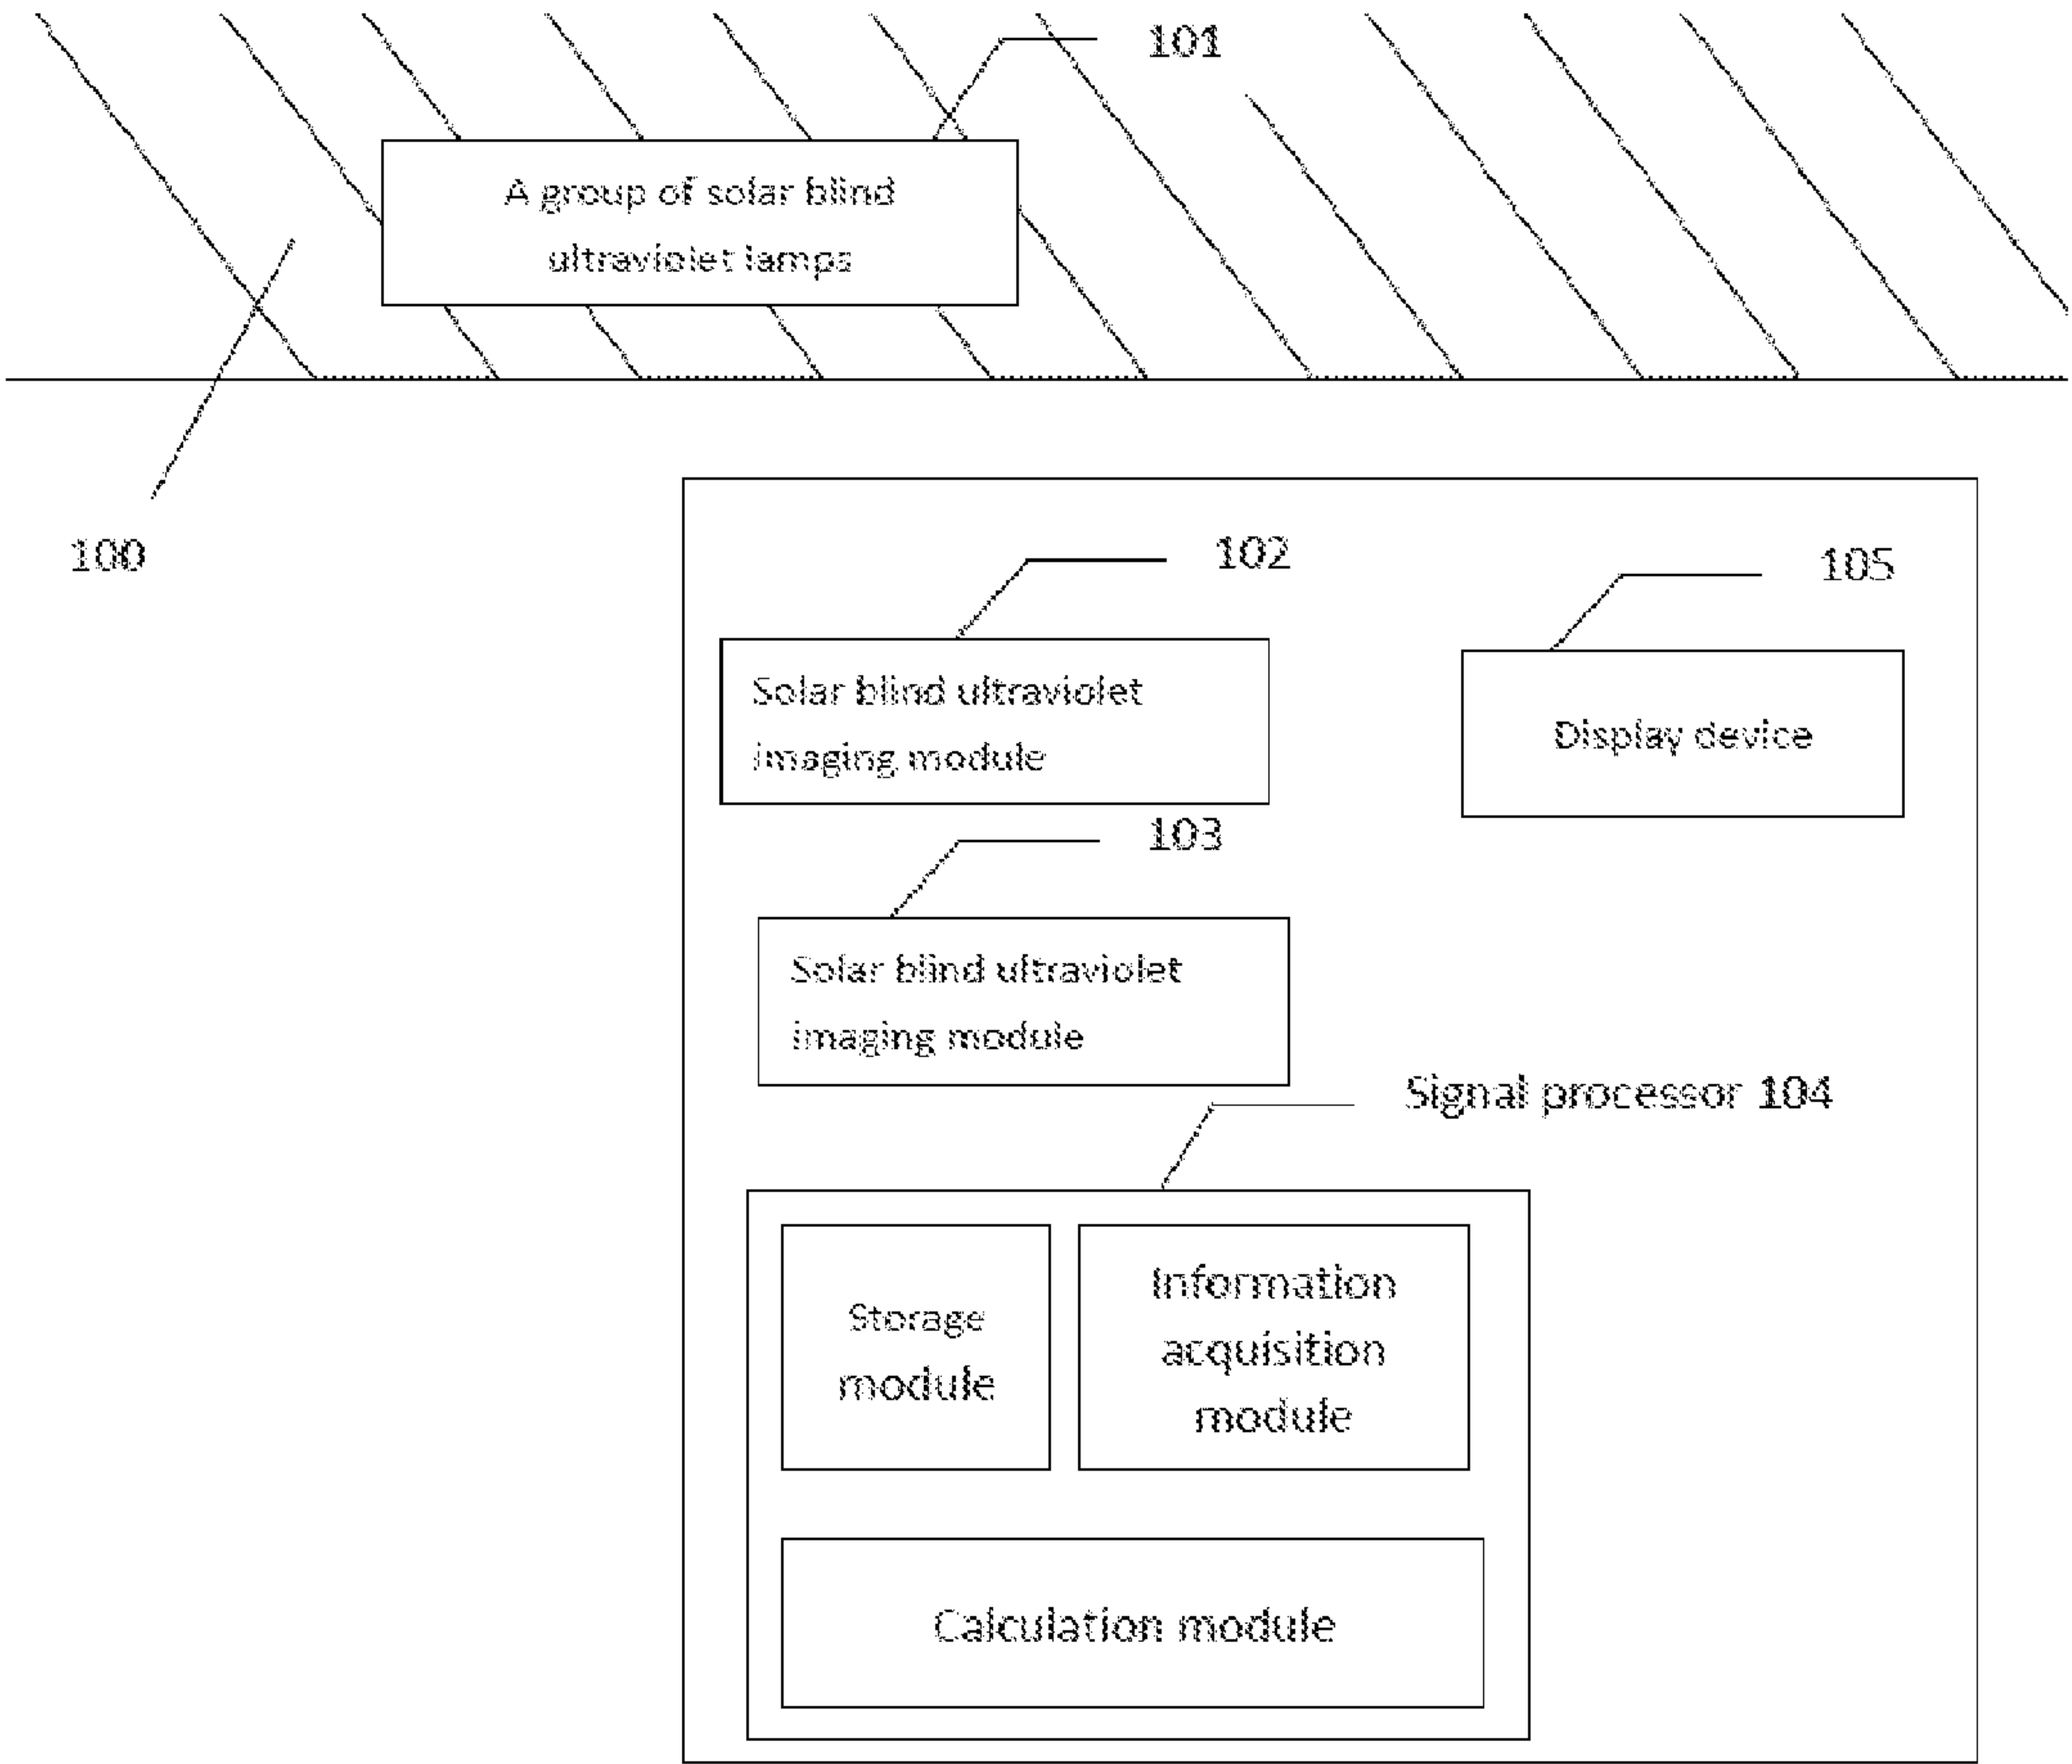 101
A group of solar blind
ultraviolet lamps
100
102
105
Solar blind ultraviolet
imaging module
Display device
103
Solar blind ultraviolet
imaging module
Signal processor 104
Storage
module
Information
acquisition
module
Calculation module